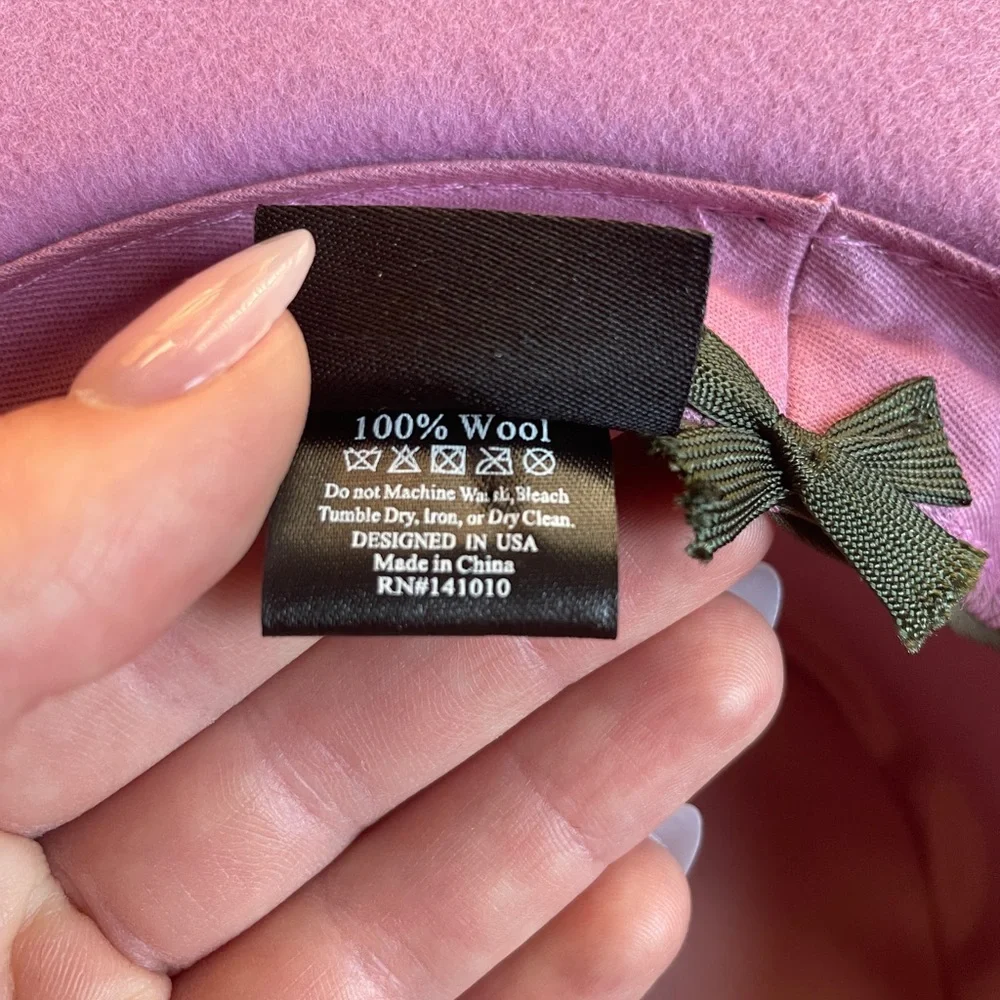 100% Wool
Do not Machine Wash, Bleach
Tumble Dry, Iron, or Dry Clean.
DESIGNED IN USA
Made in China
RN#141010